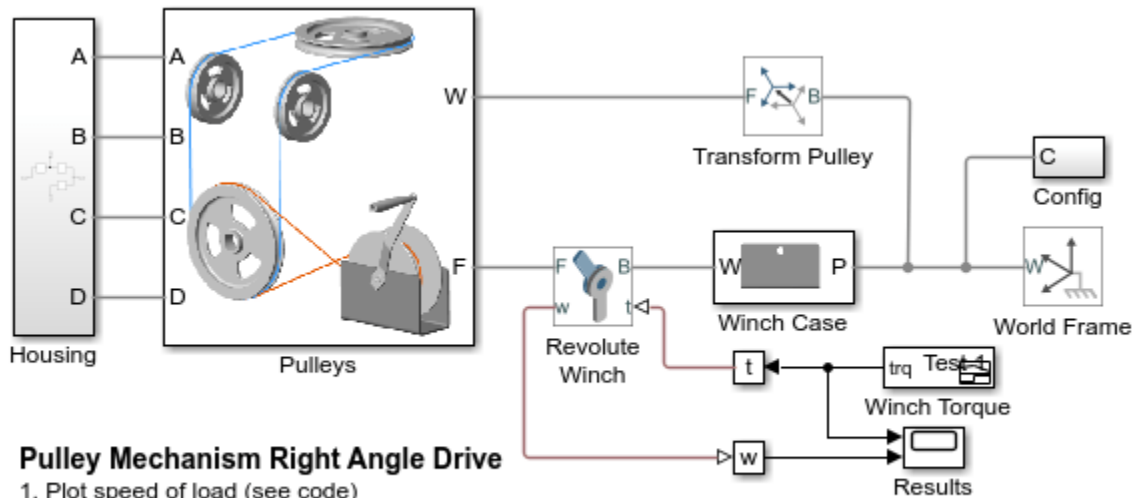 A
A
B
B
C
C
D
D
Housing
Pulleys
W
F
F
B
Transform Pulley
C
Config
F
B
w
t
Revolute
Winch
W
P
Winch Case
W
World Frame
t
trq
Test 1
Winch Torque
w
Results
Pulley Mechanism Right Angle Drive
1. Plot speed of load (see code)